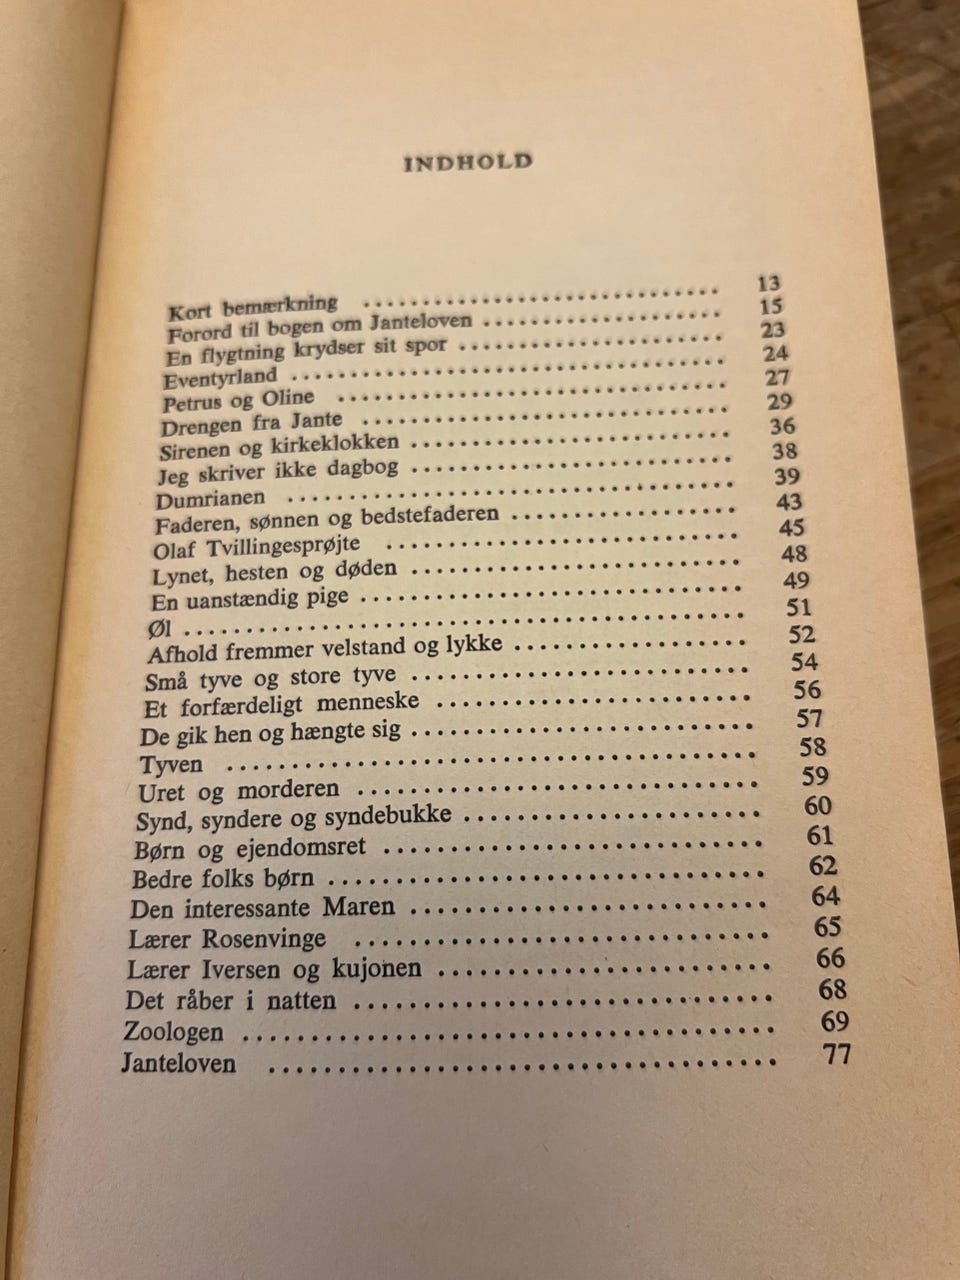 INDHOLD
Kort bemærkning .............................. 13
Forord til bogen om Janteloven .................... 15
En flygtning krydser sit spor ...................... 23
Eventyrland .................................... 24
Petrus og Oline ................................ 27
Drengen fra Jante .............................. 29
Sirenen og kirkeklokken .......................... 36
Jeg skriver ikke dagbog .......................... 38
Dumrianen .................................... 39
Faderen, sønnen og bedstefaderen .................. 43
Olaf Tvillingesprøjte ............................ 45
Lynet, hesten og døden .......................... 48
En uanstændig pige .............................. 49
Øl ............................................ 51
Afhold fremmer velstand og lykke .................. 52
Små tyve og store tyve .......................... 54
Et forfærdeligt menneske ........................ 56
De gik hen og hængte sig .......................... 57
Tyven ........................................ 58
Uret og morderen .............................. 59
Synd, syndere og syndebukke ...................... 60
Børn og ejendomsret ............................ 61
Bedre folks børn ................................ 62
Den interessante Maren .......................... 64
Lærer Rosenvinge .............................. 65
Lærer Iversen og kujonen ........................ 66
Det råber i natten .............................. 68
Zoologen ...................................... 69
Janteloven .................................... 77